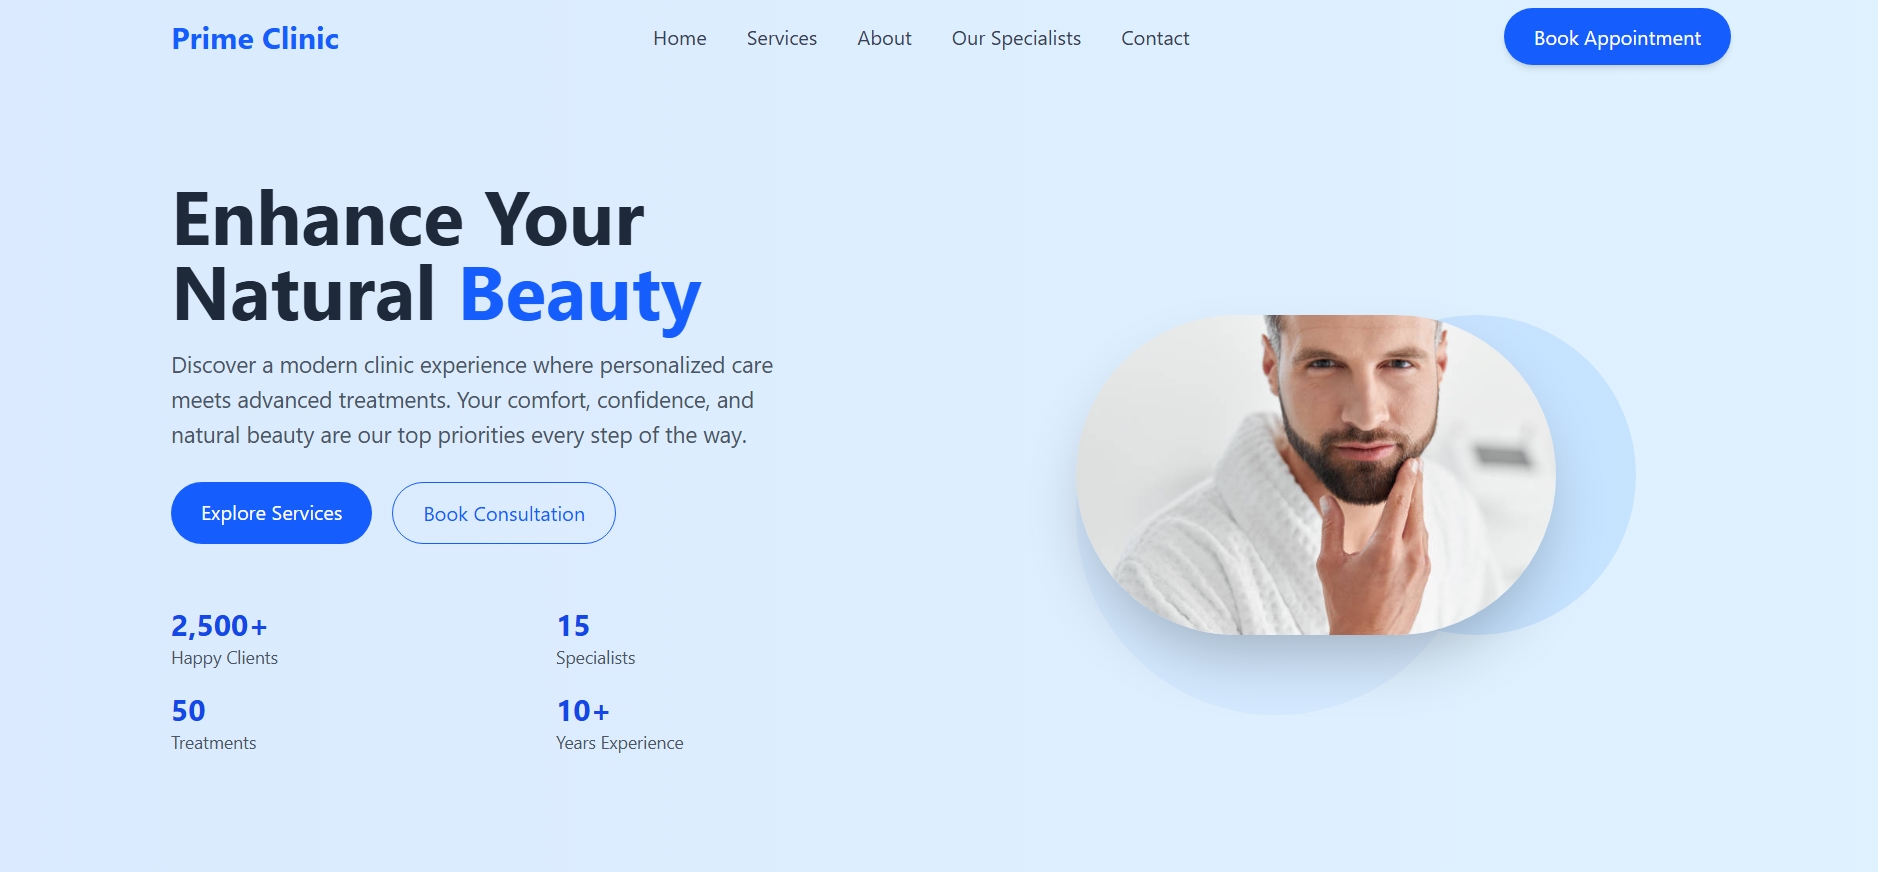 Prime Clinic
Home
Services
About
Our Specialists
Contact
Book Appointment
Enhance Your
Natural Beauty
Discover a modern clinic experience where personalized care
meets advanced treatments. Your comfort, confidence, and
natural beauty are our top priorities every step of the way.
Explore Services
Book Consultation
2,500+
Happy Clients
15
Specialists
50
Treatments
10+
Years Experience